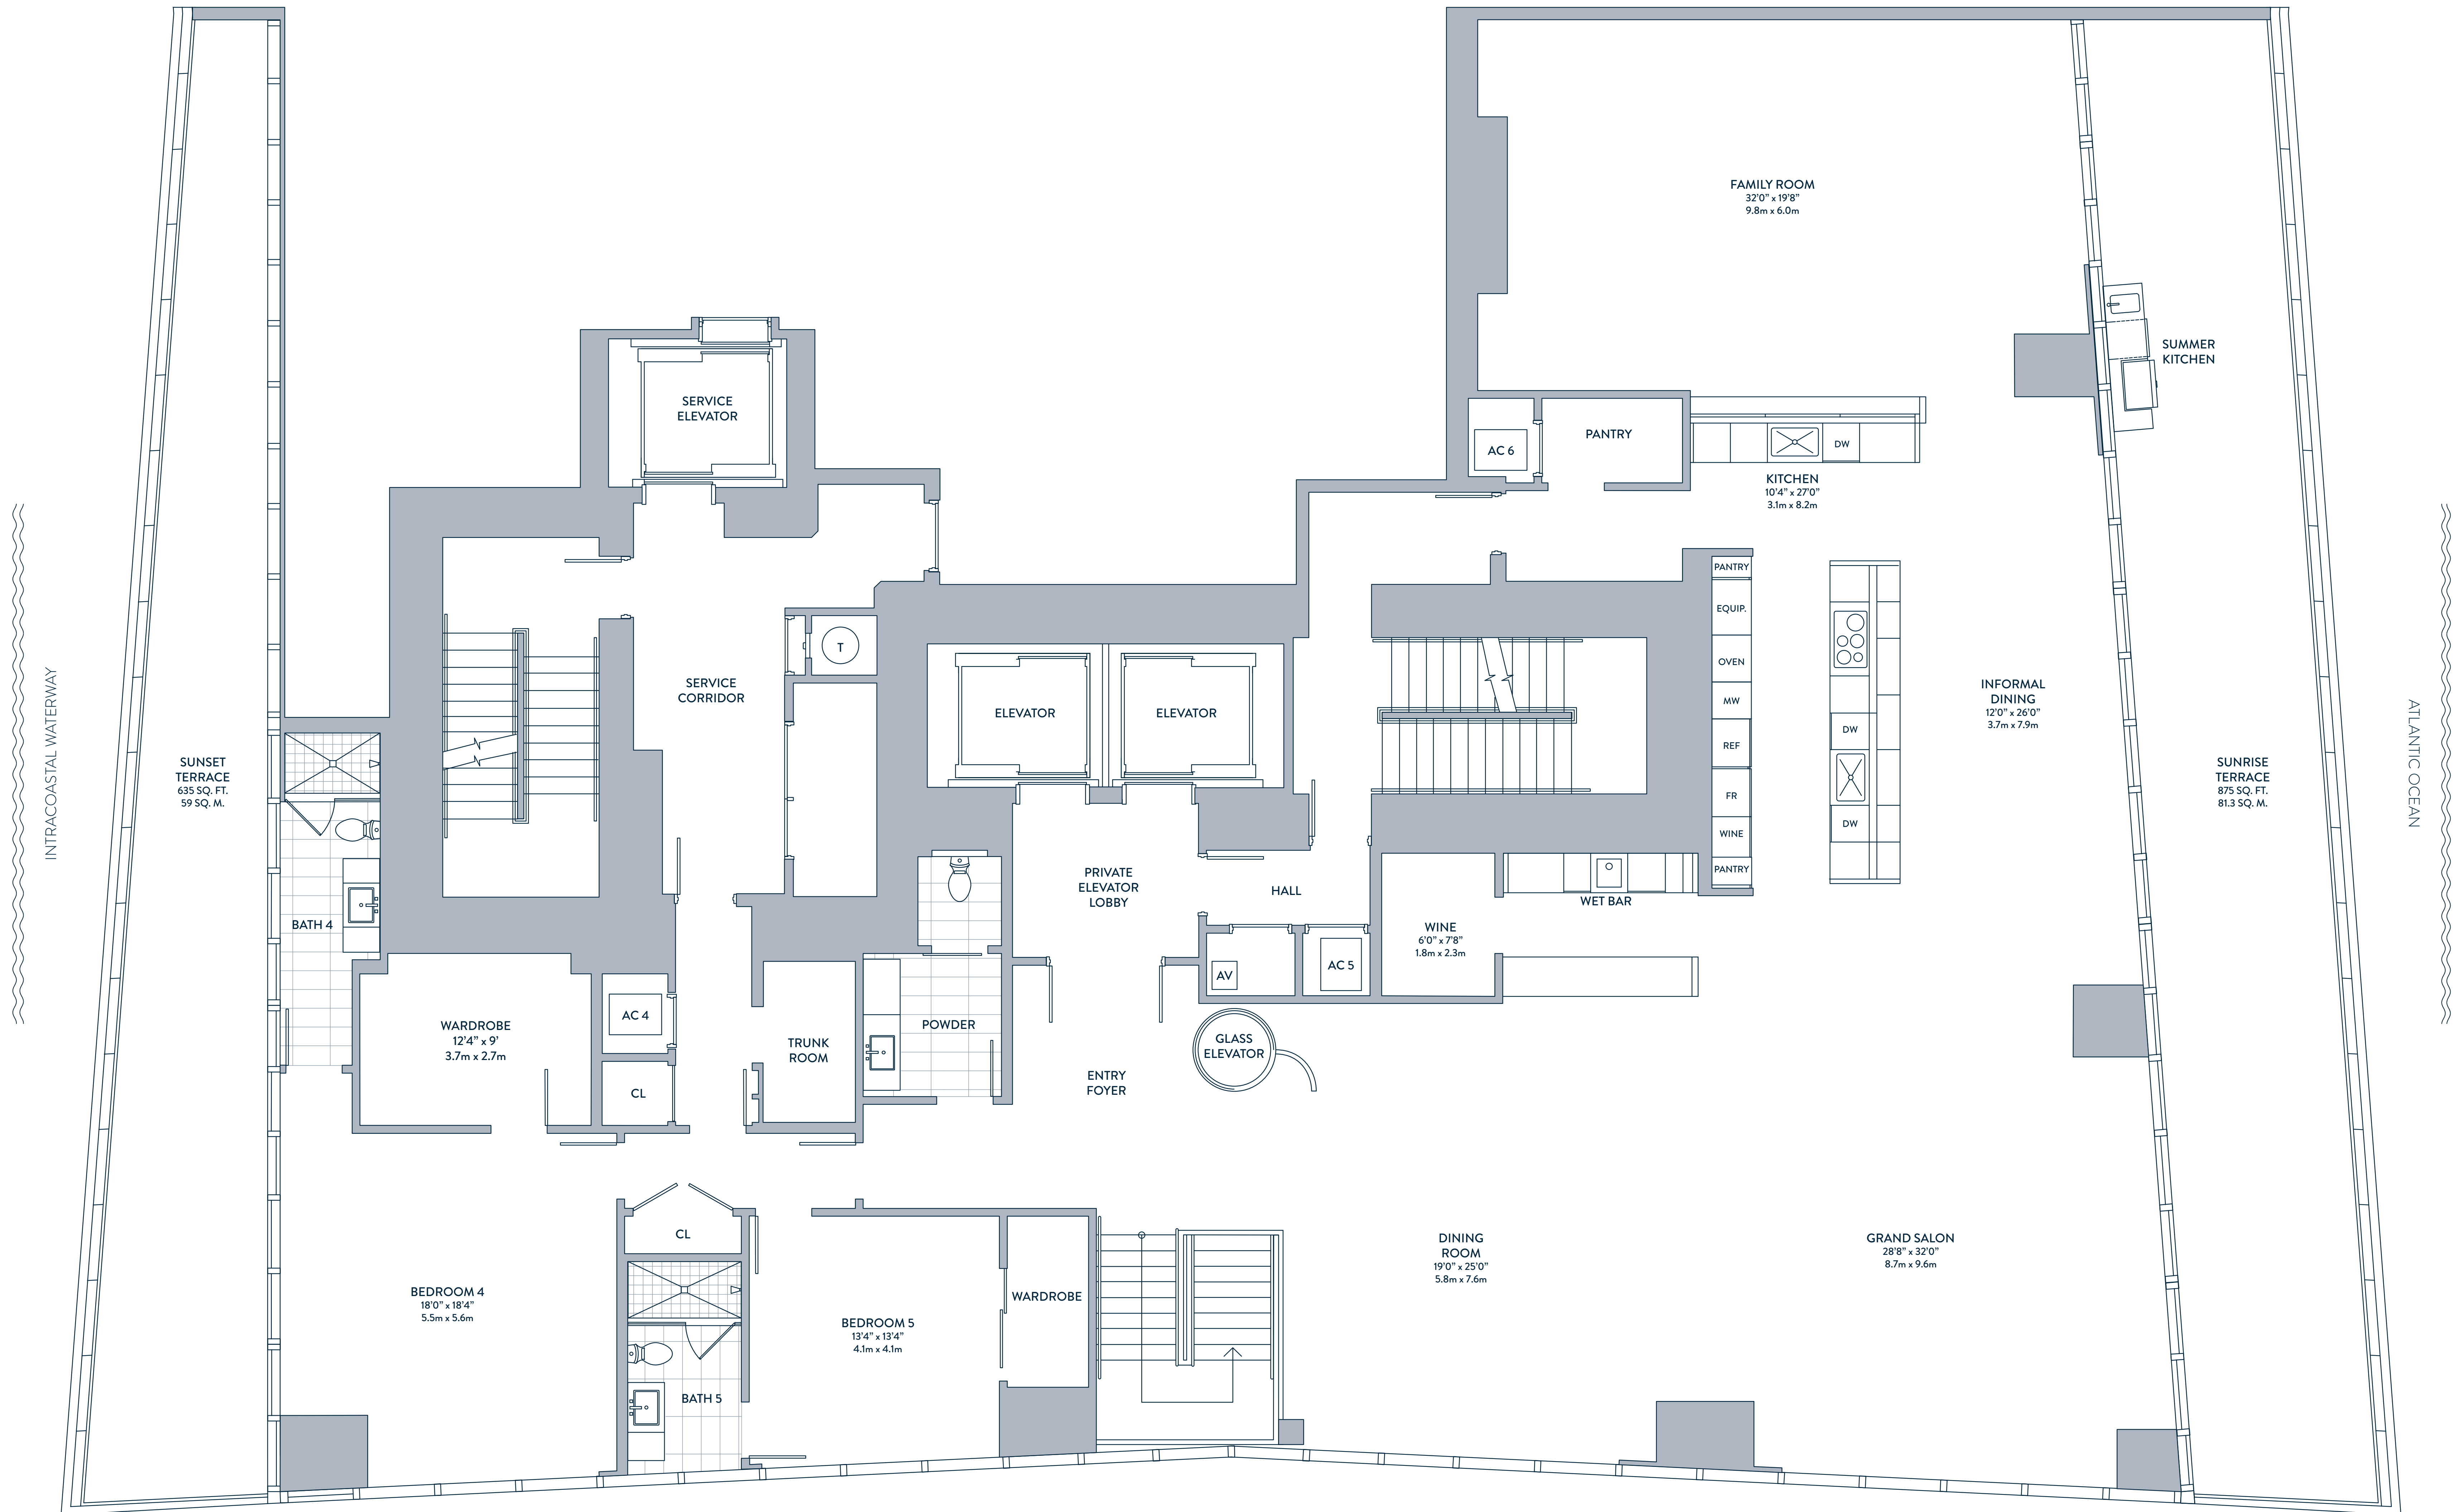 INTRACOASTAL WATERWAY
SUNSET
TERRACE
635 SQ. FT.
59 SQ. M.
SERVICE
ELEVATOR
SERVICE
CORRIDOR
T
BATH 4
WARDROBE
12’4” x 9’
3.7m x 2.7m
AC 4
CL
TRUNK
ROOM
POWDER
ELEVATOR
ELEVATOR
PRIVATE
ELEVATOR
LOBBY
HALL
AV
AC 5
GLASS
ELEVATOR
ENTRY
FOYER
CL
BEDROOM 4
18’0” x 18’4”
5.5m x 5.6m
BATH 5
BEDROOM 5
13’4” x 13’4”
4.1m x 4.1m
WARDROBE
DINING
ROOM
19’0” x 25’0”
5.8m x 7.6m
GRAND SALON
28’8” x 32’0”
8.7m x 9.6m
WINE
6’0” x 7’8”
1.8m x 2.3m
WET BAR
FAMILY ROOM
32’0” x 19’8”
9.8m x 6.0m
AC 6
PANTRY
DW
KITCHEN
10’4” x 27’0”
3.1m x 8.2m
PANTRY
EQUIP.
OVEN
MW
REF
FR
WINE
PANTRY
DW
DW
INFORMAL
DINING
12’0” x 26’0”
3.7m x 7.9m
SUMMER
KITCHEN
SUNRISE
TERRACE
875 SQ. FT.
81.3 SQ. M.
ATLANTIC OCEAN